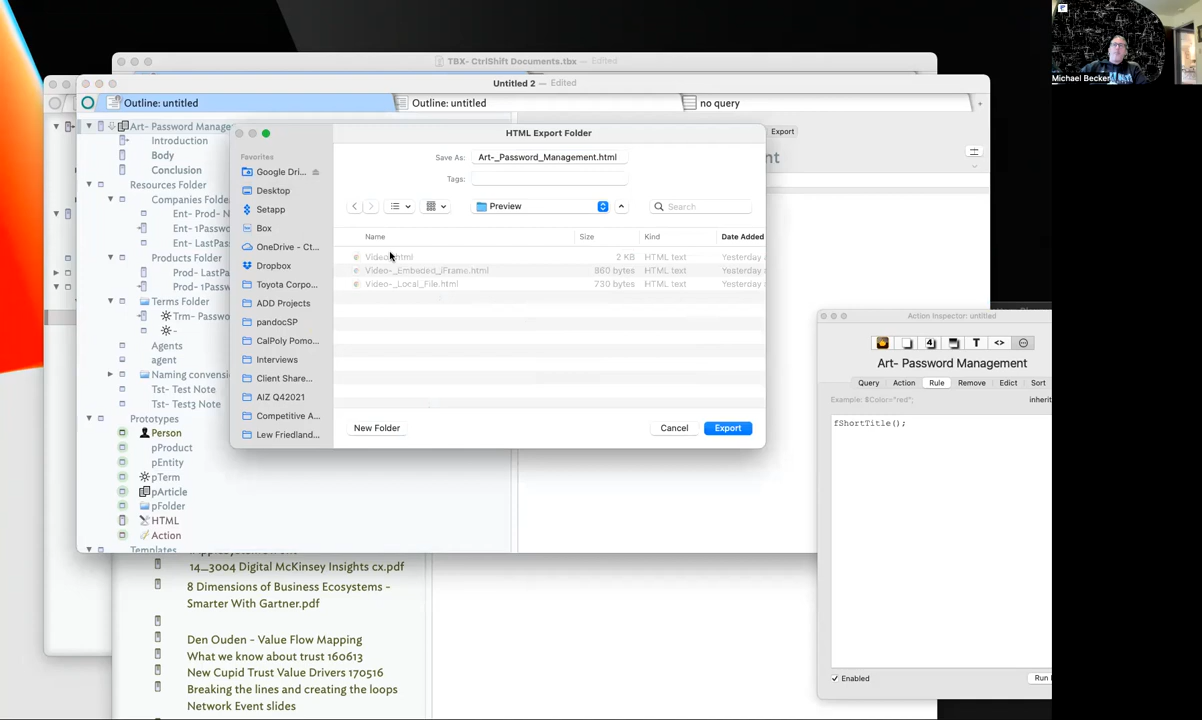 TBX- CtrlShift Documents.tbx — Edited
Untitled 2 — Edited
Outline: untitled
Outline: untitled
no query
Art- Password Manage
Introduction
Body
Conclusion
Resources Folder
Companies Folde
Ent- Prod- N
Ent- 1Passwo
Ent- LastPas
Products Folder
Prod- LastPa
Prod- 1Passw
Terms Folder
Trm- Passwo
-
Agents
agent
Naming convensi
Tst- Test Note
Tst- Test3 Note
Prototypes
Person
pProduct
pEntity
pTerm
pArticle
pFolder
HTML
Action
Templates
HTML Export Folder
Favorites
Google Dri...
Desktop
Setapp
Box
OneDrive - Ct...
Dropbox
Toyota Corpo...
ADD Projects
pandocSP
CalPoly Pomo...
Interviews
Client Share...
AIZ Q42021
Competitive A...
Lew Friedland...
Save As:
Art-_Password_Management.html
Tags:
Preview
Search
Name
Size
Kind
Date Added
Video-.html
2 KB
HTML text
Yesterday a
Video-_Embeded_iFrame.html
860 bytes
HTML text
Yesterday a
Video-_Local_File.html
730 bytes
HTML text
Yesterday a
New Folder
Cancel
Export
Export
nt
Action Inspector: untitled
Art- Password Management
Query
Action
Rule
Remove
Edict
Sort
Example: $Color="red";
inherit
fShortTitle();
Enabled
Run
14_3004 Digital McKinsey Insights cx.pdf
8 Dimensions of Business Ecosystems -
Smarter With Gartner.pdf
Den Ouden - Value Flow Mapping
What we know about trust 160613
New Cupid Trust Value Drivers 170516
Breaking the lines and creating the loops
Network Event slides
Michael Becker